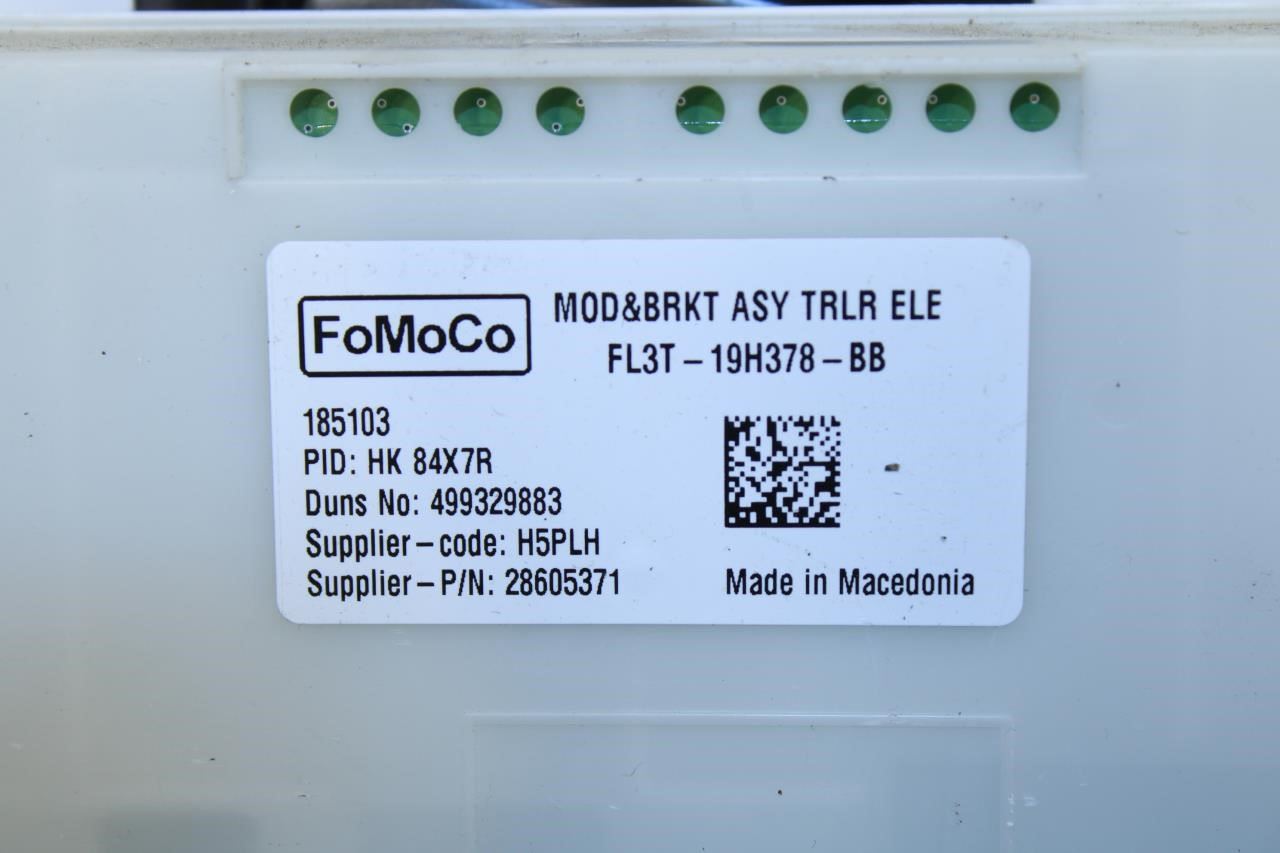 FoMoCo
MOD&BRKT ASY TRLR ELE
FL3T-19H378-BB
185103
PID: HK 84X7R
Duns No: 499329883
Supplier-code: H5PLH
Supplier-P/N: 28605371
Made in Macedonia